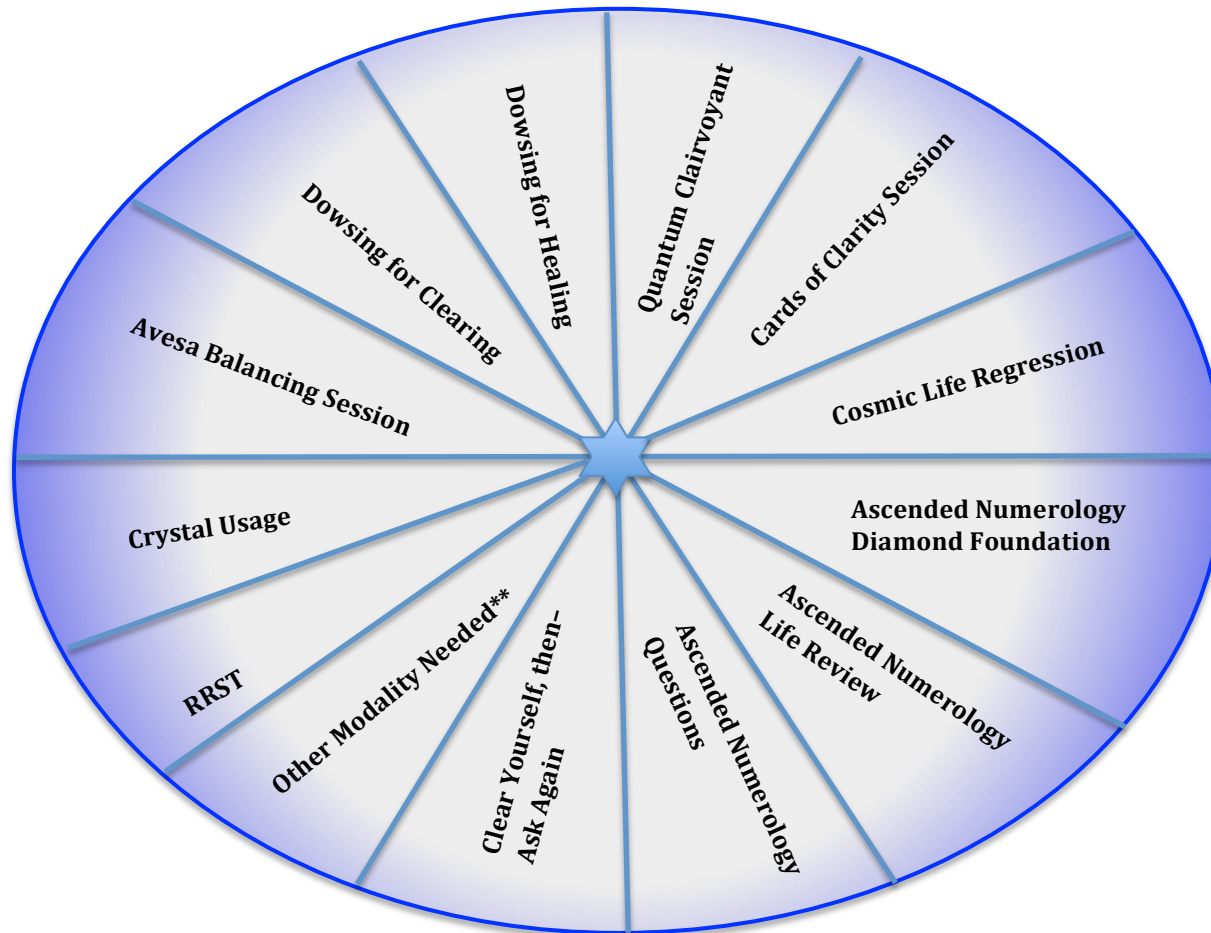 Dowsing for Healing
Quantum Clairvoyant
Session
Cards of Clarity Session
Cosmic Life Regression
Ascended Numerology
Diamond Foundation
Ascended Numerology
Life Review
Ascended Numerology
Questions
Clear Yourself, then–
Ask Again
Other Modality Needed**
RRST
Crystal Usage
Avesa Balancing Session
Dowsing for Clearing